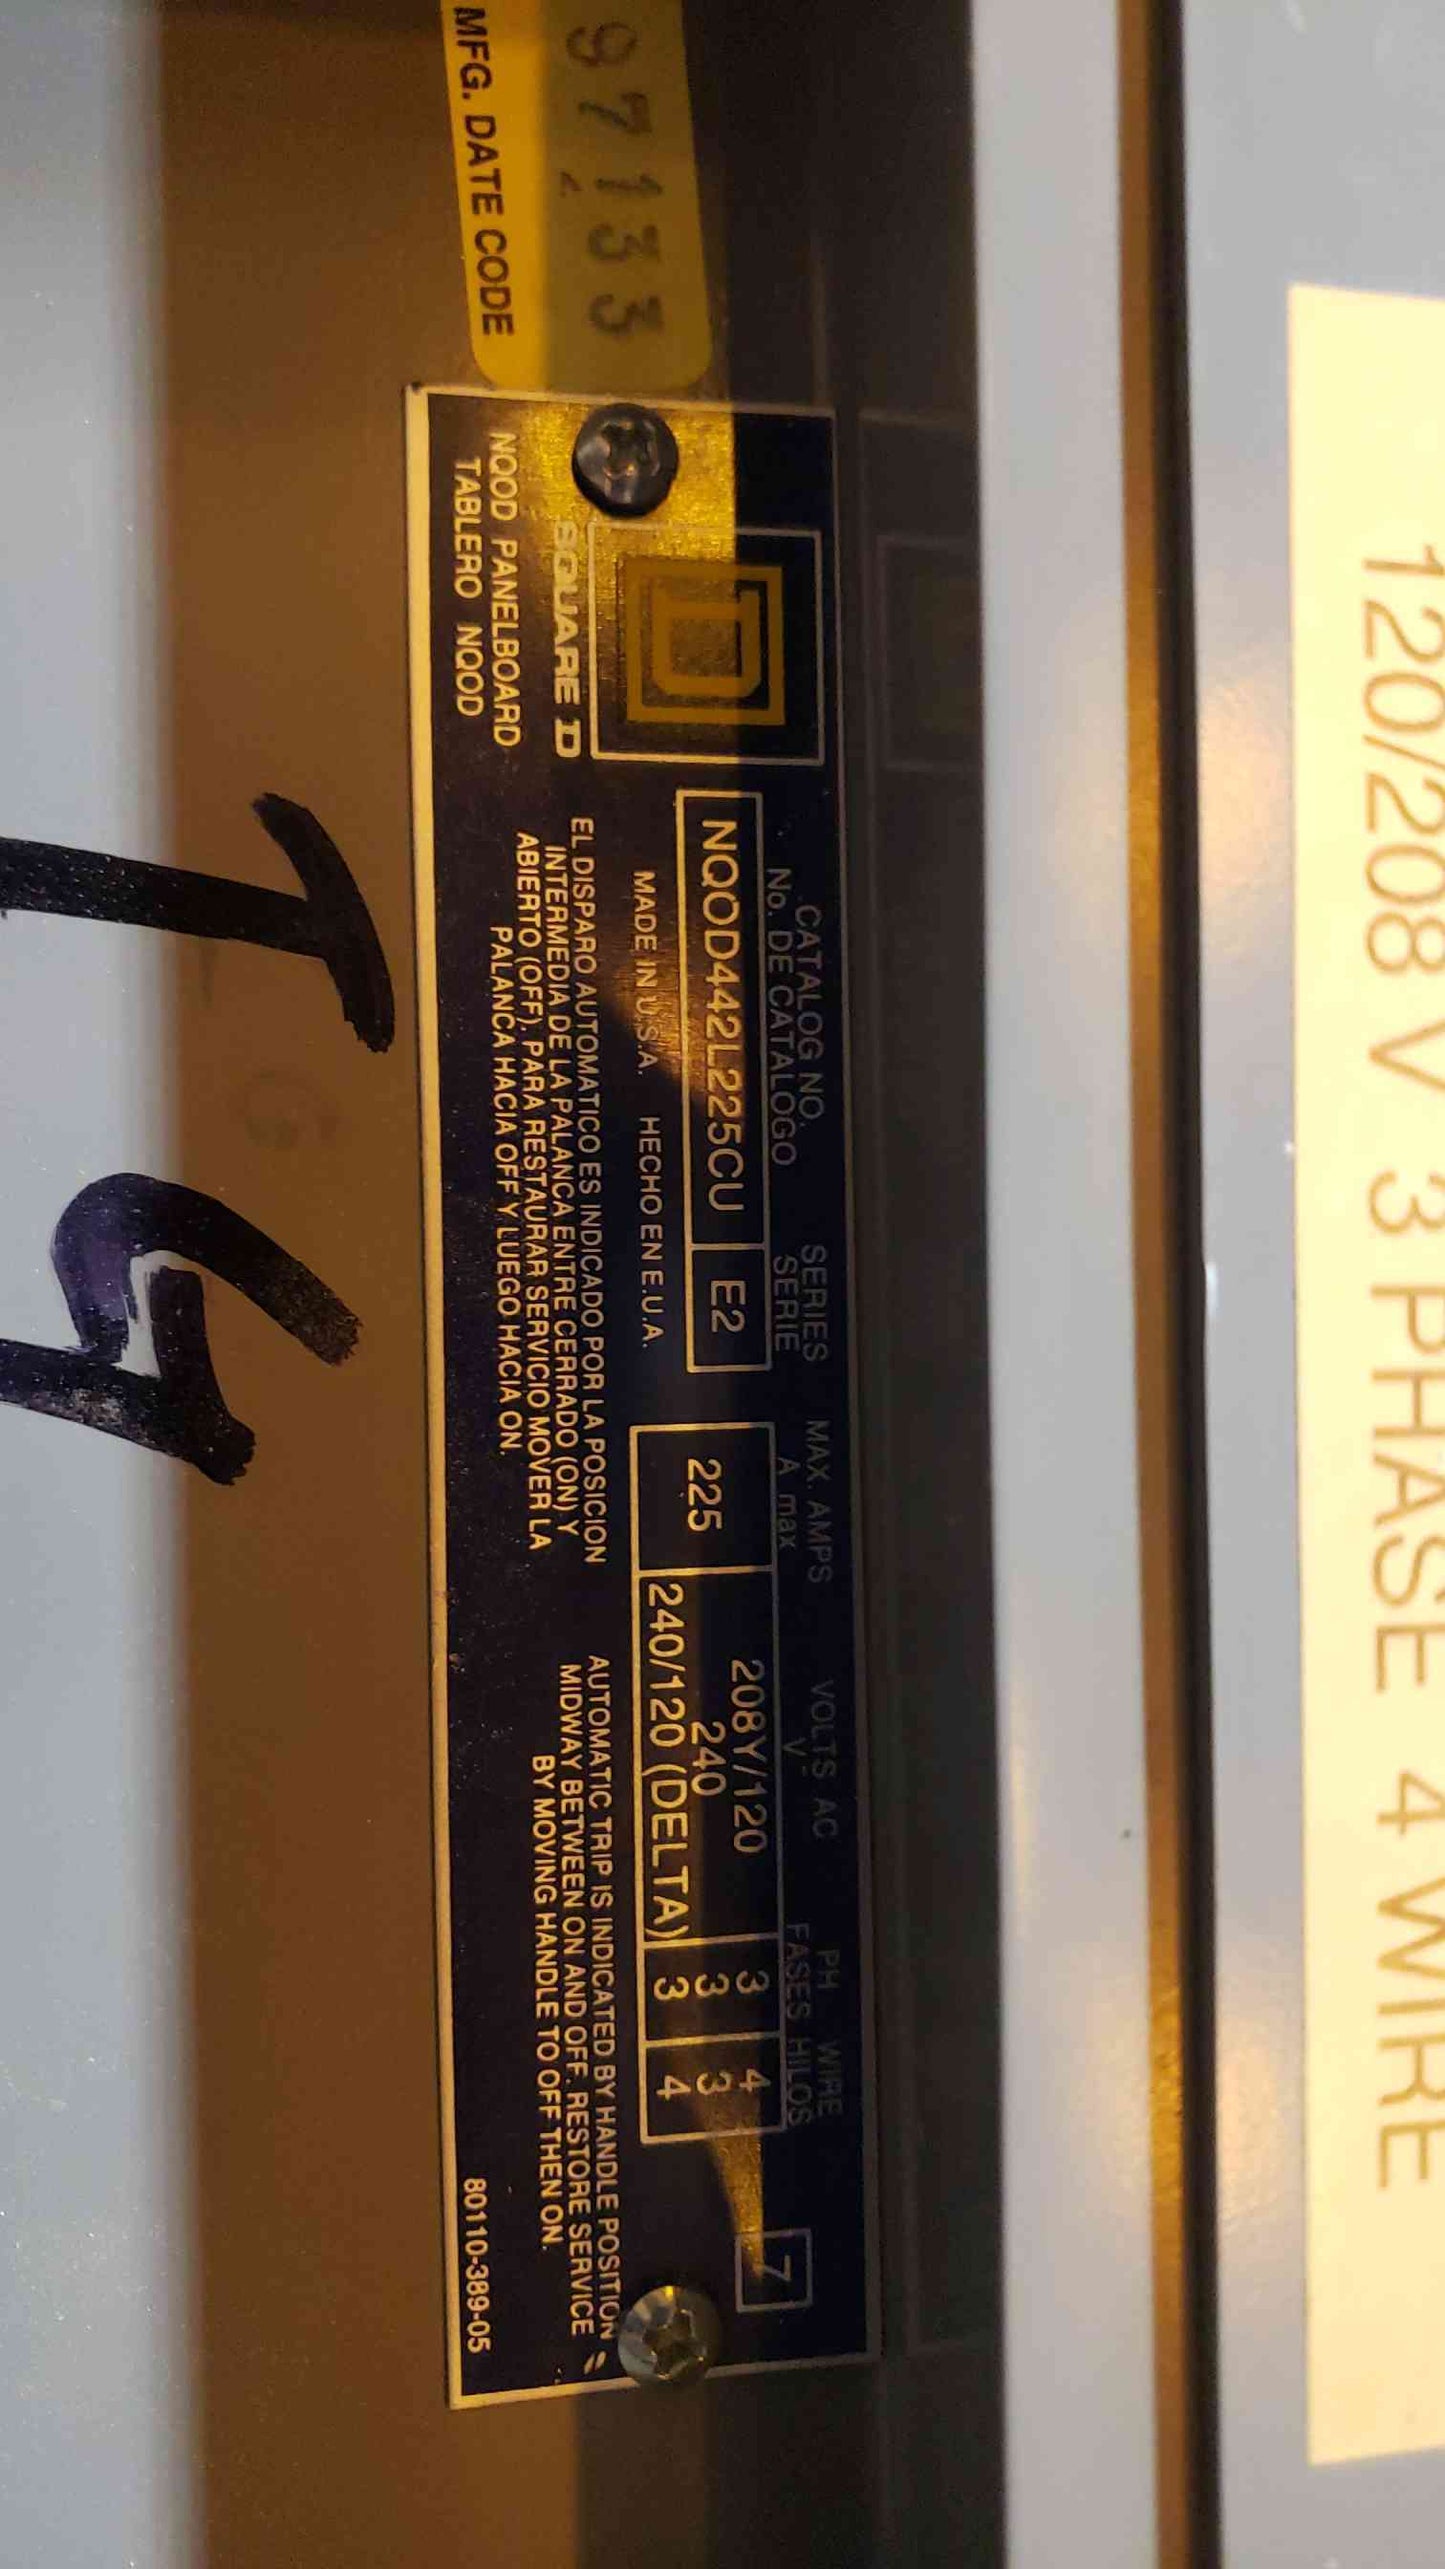 120/208 V 3 PHASE 4 WIRE
97133
MFG. DATE CODE
SQUARE D
NQOD PANELBOARD
TABLERO NQOD
CATALOG NO.
No. DE CATALOGO
SERIES
SERIE
NQOD442L225CU
E2
MADE IN U.S.A. HECHO EN E.U.A.
EL DISPARO AUTOMATICO ES INDICADO POR LA POSICION
INTERMEDIA DE LA PALANCA ENTRE CERRADO (ON) Y
ABIERTO (OFF). PARA RESTAURAR SERVICIO MOVER LA
PALANCA HACIA OFF Y LUEGO HACIA ON.
MAX. AMPS VOLTS AC PH WIRE
A max V FASES HILOS
208Y/120 3 4
225 240 3 3
240/120 (DELTA) 3 4
7
AUTOMATIC TRIP IS INDICATED BY HANDLE POSITION
MIDWAY BETWEEN ON AND OFF. RESTORE SERVICE
BY MOVING HANDLE TO OFF THEN ON.
80110-389-05